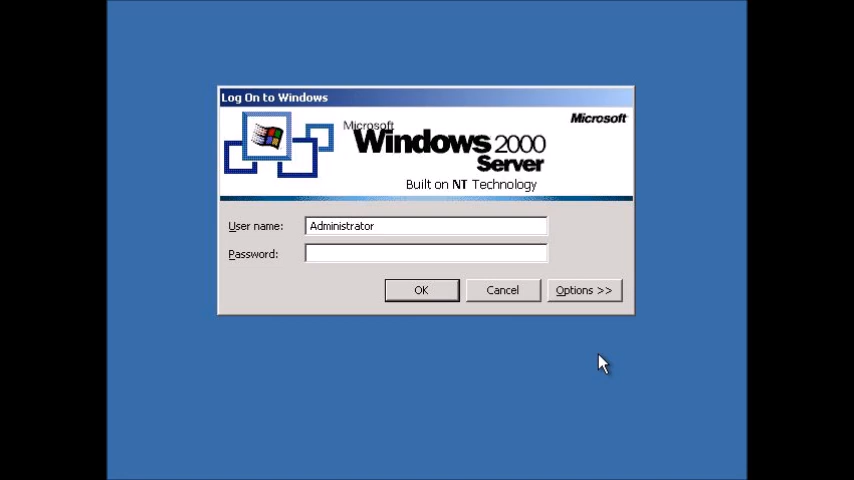 Log On to Windows
Microsoft
Microsoft
Windows 2000
Server
Built on NT Technology
User name: Administrator
Password:
OK Cancel Options >>